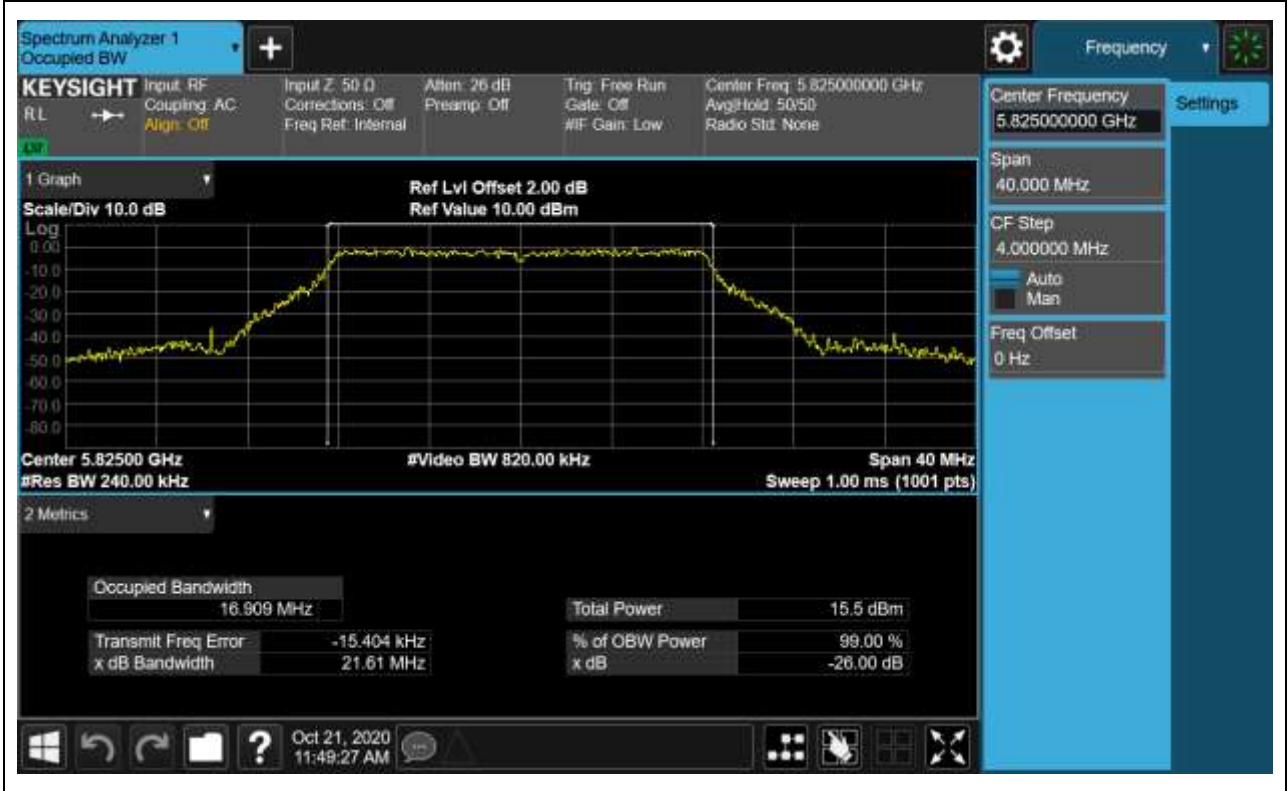 Spectrum Analyzer 1
Occupied BW
+
Frequency
KEYSIGHT
RL
Input: RF
Coupling: AC
Align: Off
Input Z: 50 Ω
Corrections: Off
Freq Ref: Internal
Atten: 26 dB
Preamp: Off
Trig: Free Run
Gate: Off
#IF Gain: Low
Center Freq: 5.825000000 GHz
Avg|Hold: 50/50
Radio Std: None
Center Frequency
5.825000000 GHz
Settings
Span
40.000 MHz
CF Step
4.000000 MHz
Auto
Man
Freq Offset
0 Hz
1 Graph
Scale/Div 10.0 dB
Ref Lvl Offset 2.00 dB
Ref Value 10.00 dBm
Log
0.00
-10.0
-20.0
-30.0
-40.0
-50.0
-60.0
-70.0
-80.0
Center 5.82500 GHz
#Res BW 240.00 kHz
#Video BW 820.00 kHz
Span 40 MHz
Sweep 1.00 ms (1001 pts)
2 Metrics
Occupied Bandwidth
16.909 MHz
Transmit Freq Error -15.404 kHz
x dB Bandwidth 21.61 MHz
Total Power 15.5 dBm
% of OBW Power 99.00 %
x dB -26.00 dB
?
Oct 21, 2020
11:49:27 AM